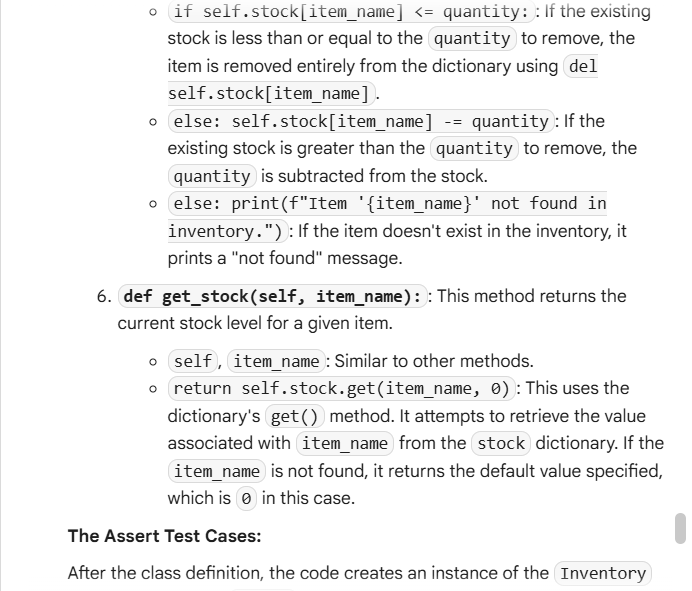 if self.stock[item_name] <= quantity: : If the existing
stock is less than or equal to the quantity to remove, the
item is removed entirely from the dictionary using del
self.stock[item_name] .
else: self.stock[item_name] -= quantity : If the
existing stock is greater than the quantity to remove, the
quantity is subtracted from the stock.
else: print(f"Item '{item_name}' not found in
inventory.") : If the item doesn't exist in the inventory, it
prints a "not found" message.
6. def get_stock(self, item_name): : This method returns the
current stock level for a given item.
self , item_name : Similar to other methods.
return self.stock.get(item_name, 0) : This uses the
dictionary's get() method. It attempts to retrieve the value
associated with item_name from the stock dictionary. If the
item_name is not found, it returns the default value specified,
which is 0 in this case.
The Assert Test Cases:
After the class definition, the code creates an instance of the Inventory